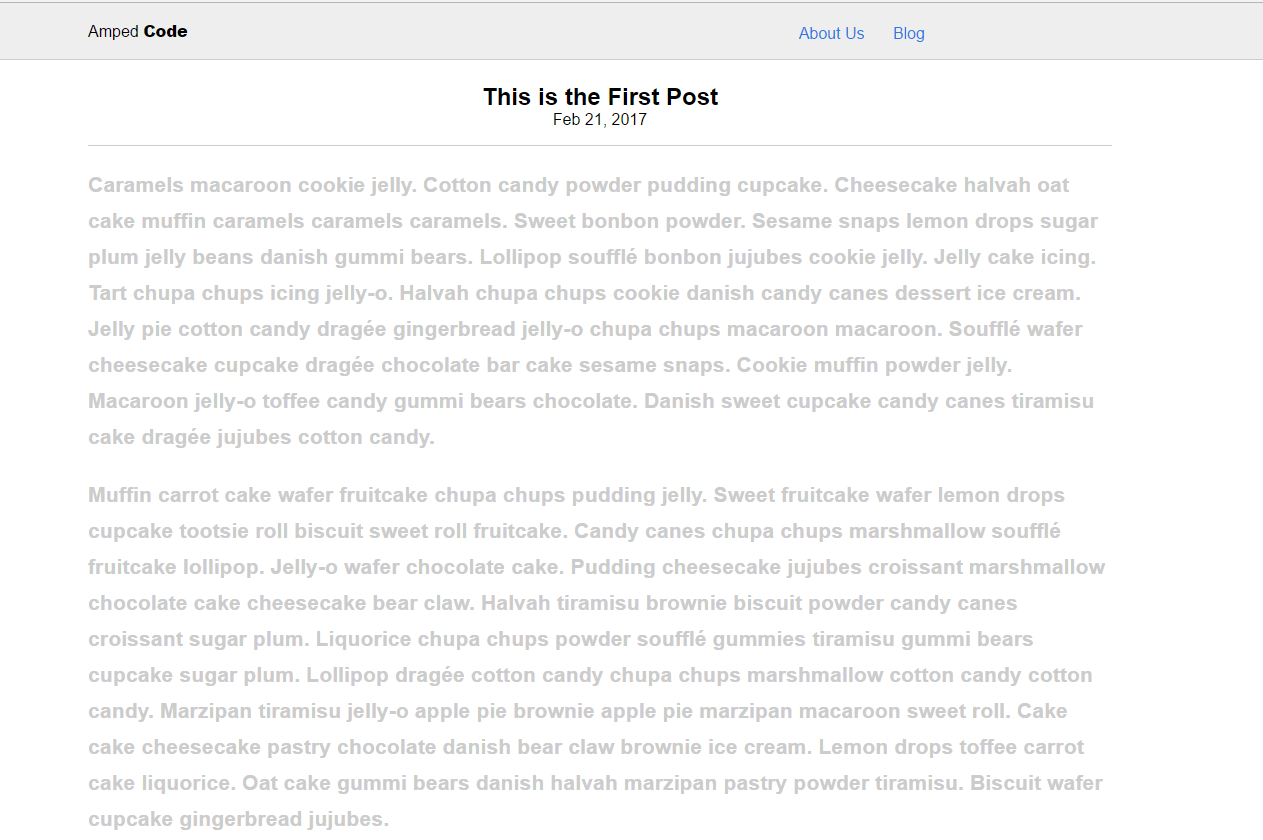 Amped Code
About Us Blog
This is the First Post
Feb 21, 2017
Caramels macaroon cookie jelly. Cotton candy powder pudding cupcake. Cheesecake halvah oat
cake muffin caramels caramels caramels. Sweet bonbon powder. Sesame snaps lemon drops sugar
plum jelly beans danish gummi bears. Lollipop soufflé bonbon jujubes cookie jelly. Jelly cake icing.
Tart chupa chups icing jelly-o. Halvah chupa chups cookie danish candy canes dessert ice cream.
Jelly pie cotton candy dragée gingerbread jelly-o chupa chups macaroon macaroon. Soufflé wafer
cheesecake cupcake dragée chocolate bar cake sesame snaps. Cookie muffin powder jelly.
Macaroon jelly-o toffee candy gummi bears chocolate. Danish sweet cupcake candy canes tiramisu
cake dragée jujubes cotton candy.
Muffin carrot cake wafer fruitcake chupa chups pudding jelly. Sweet fruitcake wafer lemon drops
cupcake tootsie roll biscuit sweet roll fruitcake. Candy canes chupa chups marshmallow soufflé
fruitcake lollipop. Jelly-o wafer chocolate cake. Pudding cheesecake jujubes croissant marshmallow
chocolate cake cheesecake bear claw. Halvah tiramisu brownie biscuit powder candy canes
croissant sugar plum. Liquorice chupa chups powder soufflé gummies tiramisu gummi bears
cupcake sugar plum. Lollipop dragée cotton candy chupa chups marshmallow cotton candy cotton
candy. Marzipan tiramisu jelly-o apple pie brownie apple pie marzipan macaroon sweet roll. Cake
cake cheesecake pastry chocolate danish bear claw brownie ice cream. Lemon drops toffee carrot
cake liquorice. Oat cake gummi bears danish halvah marzipan pastry powder tiramisu. Biscuit wafer
cupcake gingerbread jujubes.